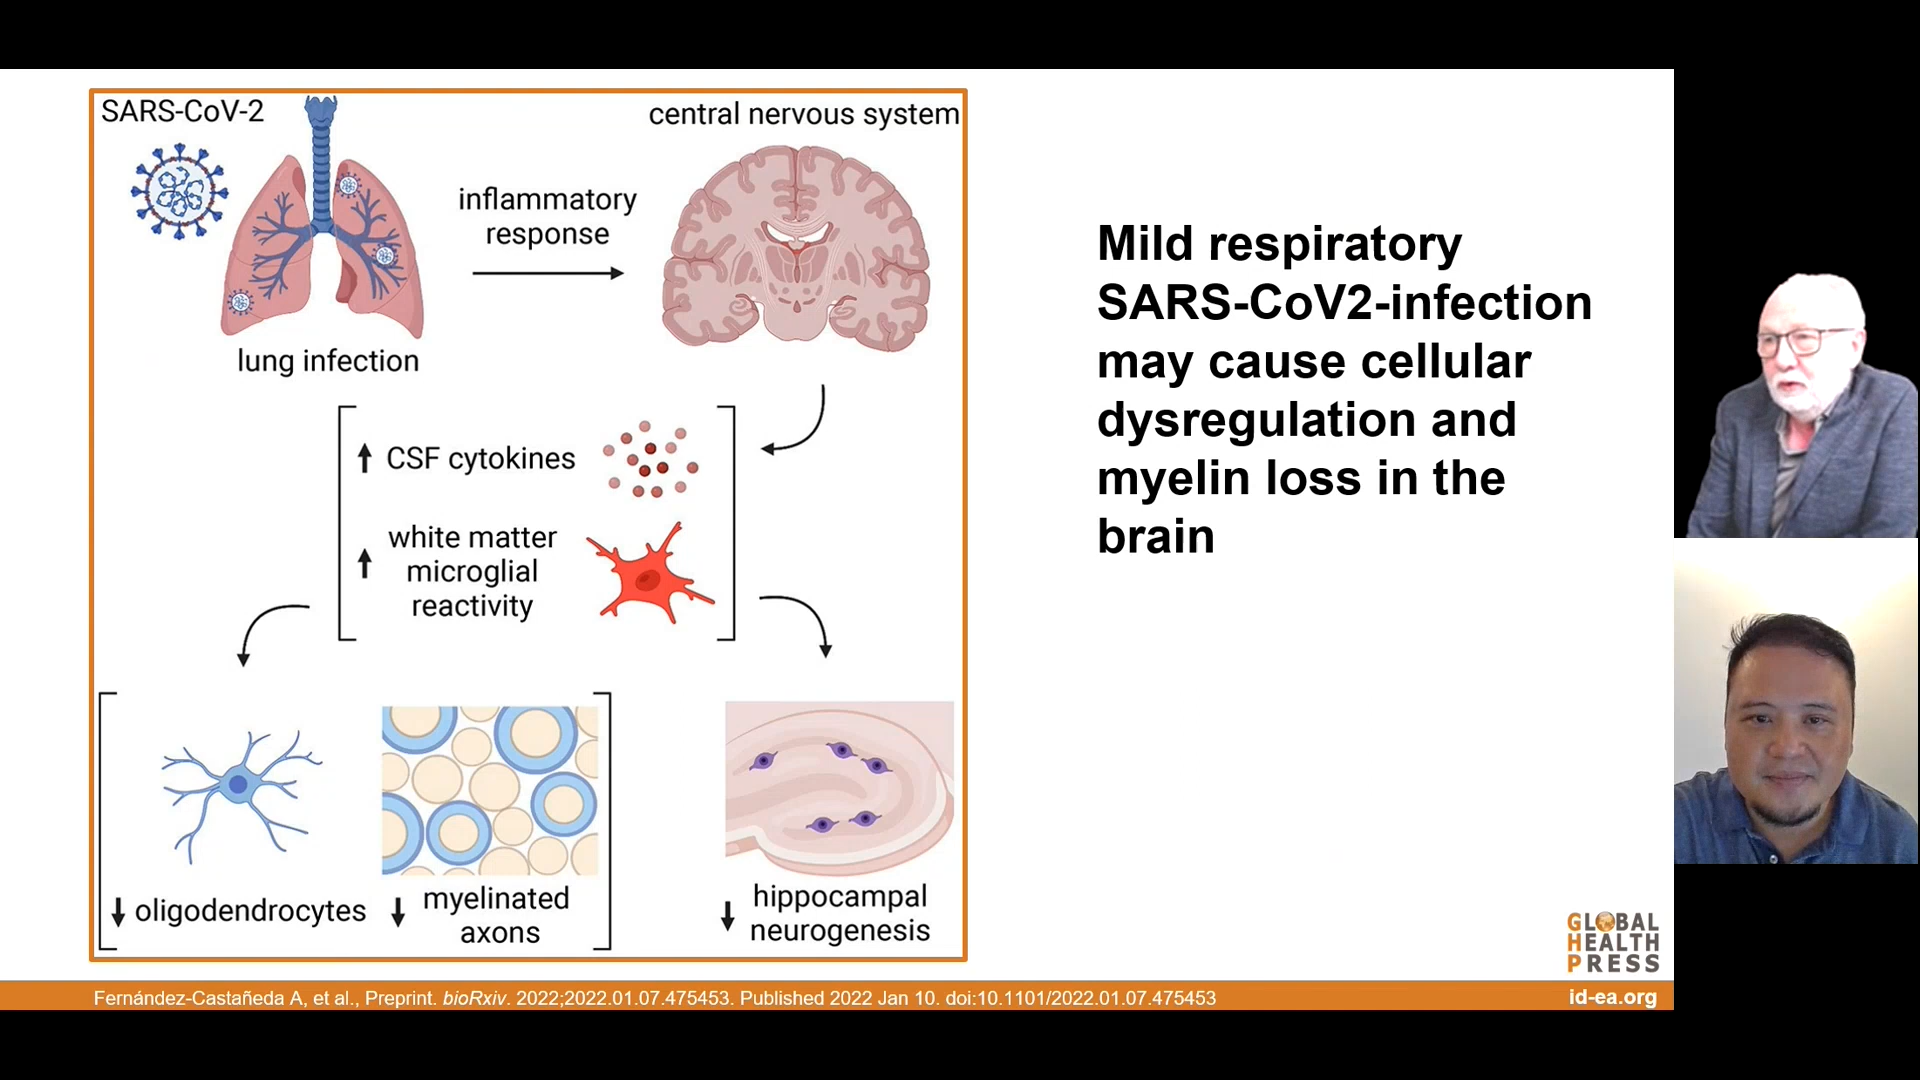 SARS-CoV-2
central nervous system
inflammatory
response
lung infection
CSF cytokines
white matter
microglial
reactivity
oligodendrocytes
myelinated
axons
hippocampal
neurogenesis
Mild respiratory
SARS-CoV2-infection
may cause cellular
dysregulation and
myelin loss in the
brain
GLOBAL
HEALTH
PRESS
Fernández-Castañeda A, et al., Preprint. bioRxiv. 2022;2022.01.07.475453. Published 2022 Jan 10. doi:10.1101/2022.01.07.475453
id-ea.org